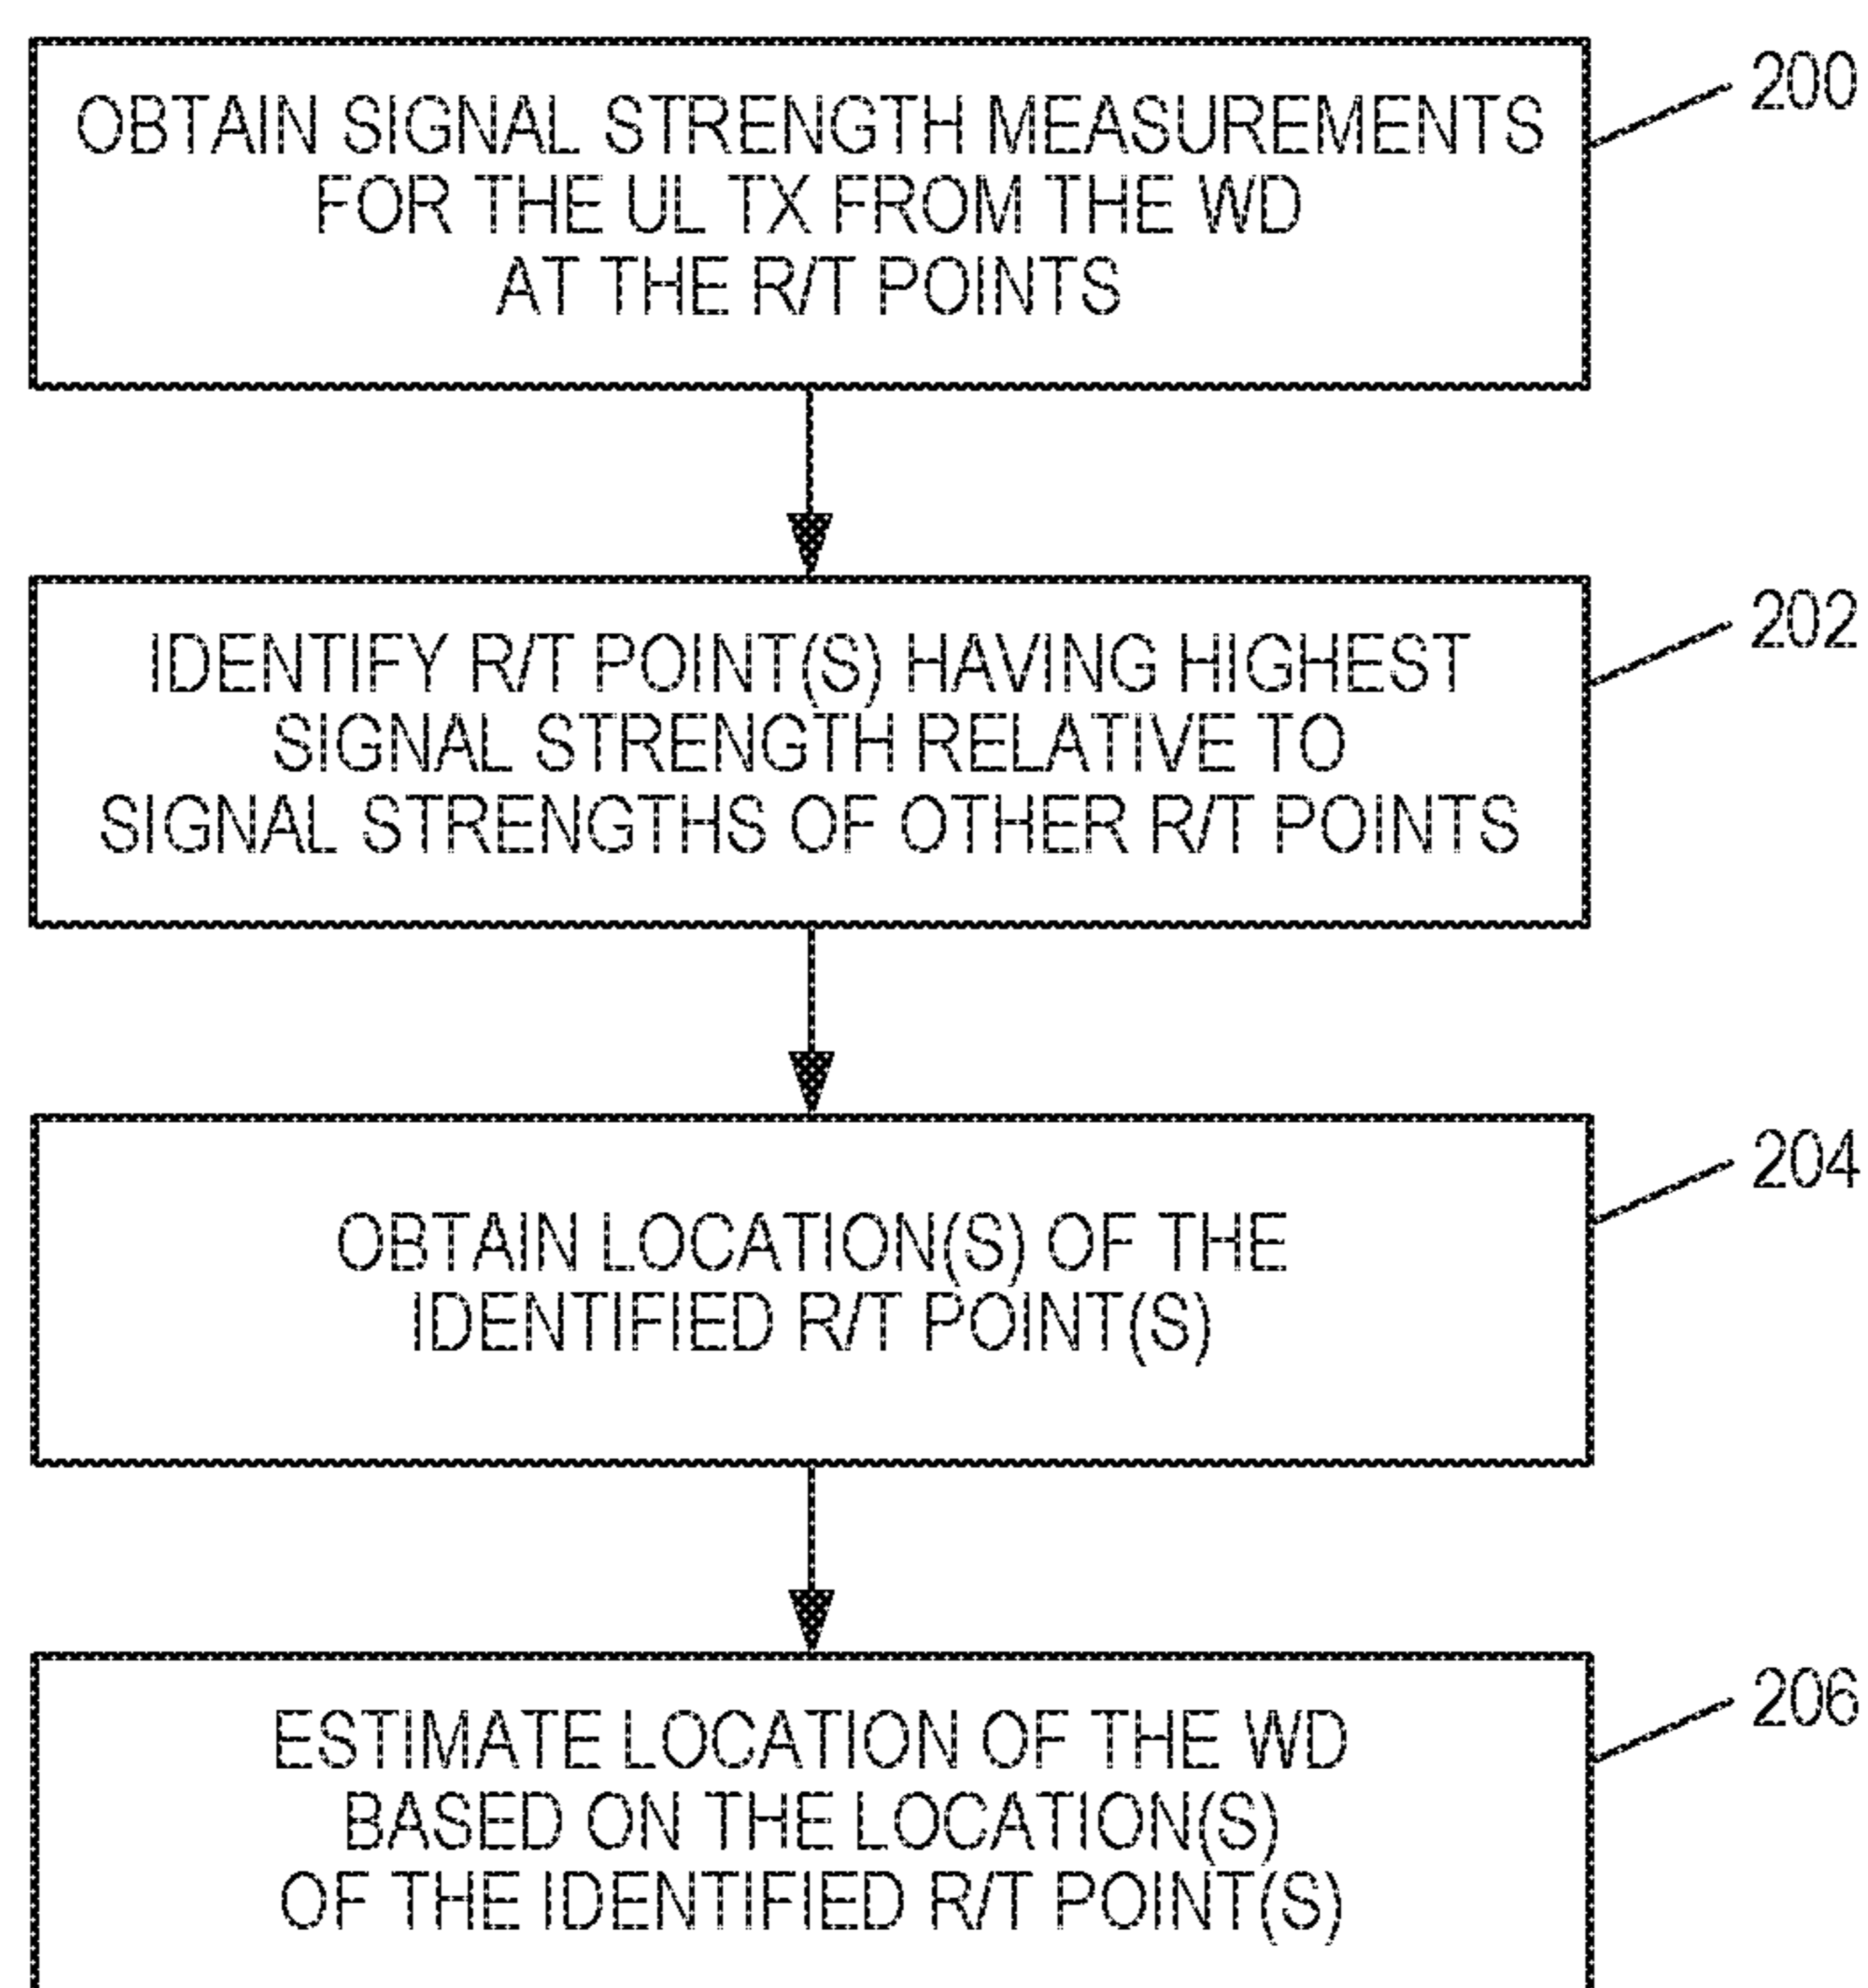 OBTAIN SIGNAL STRENGTH MEASUREMENTS
FOR THE UL TX FROM THE WD
AT THE R/T POINTS
200
IDENTIFY R/T POINT(S) HAVING HIGHEST
SIGNAL STRENGTH RELATIVE TO
SIGNAL STRENGTHS OF OTHER R/T POINTS
202
OBTAIN LOCATION(S) OF THE
IDENTIFIED R/T POINT(S)
204
ESTIMATE LOCATION OF THE WD
BASED ON THE LOCATION(S)
OF THE IDENTIFIED R/T POINT(S)
206